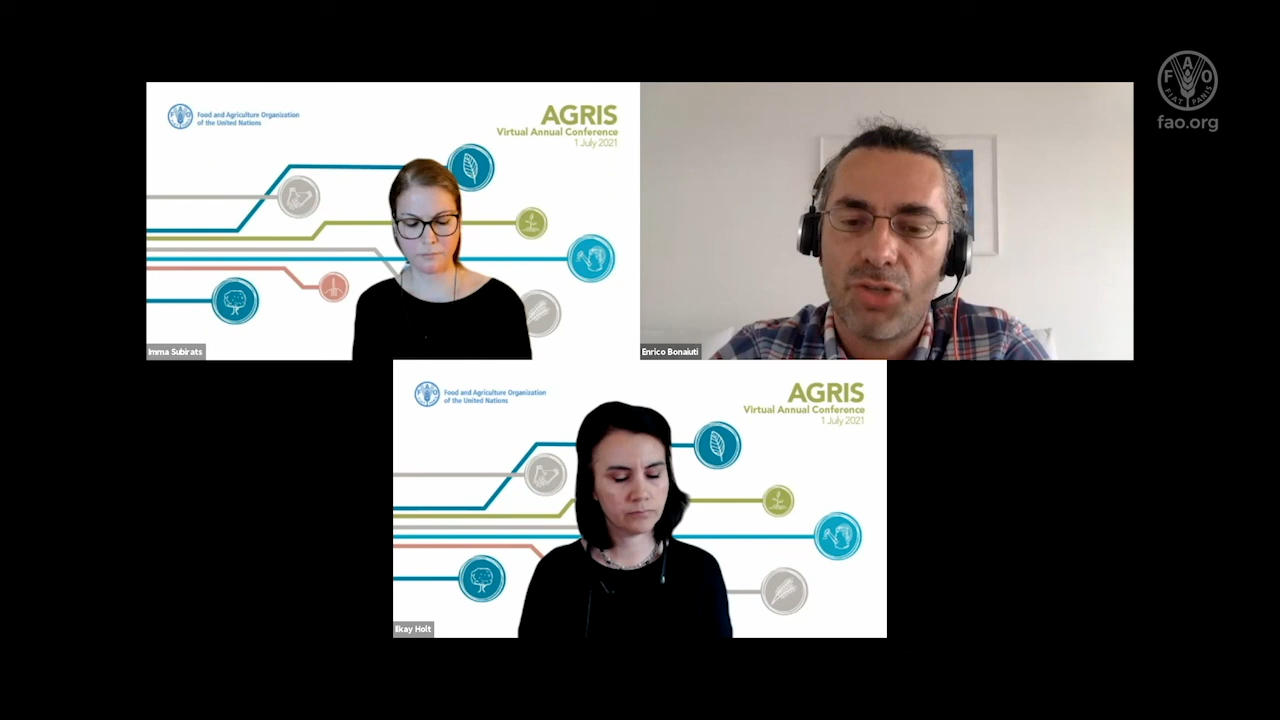 Food and Agriculture Organization
of the United Nations
AGRIS
Virtual Annual Conference
1 July 2021
Imma Subirats
Enrico Bonaiuti
FAO
FIAT PANIS
fao.org
Food and Agriculture Organization
of the United Nations
AGRIS
Virtual Annual Conference
1 July 2021
Ilkay Holt